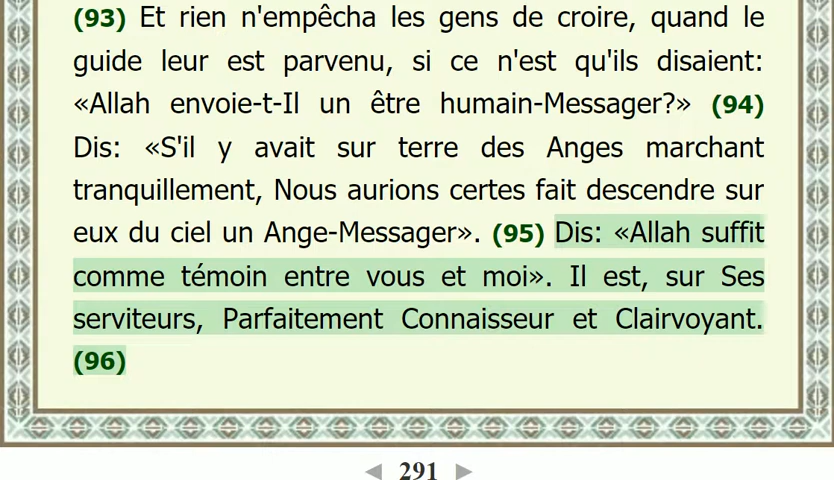 (93) Et rien n'empêcha les gens de croire, quand le
guide leur est parvenu, si ce n'est qu'ils disaient:
«Allah envoie-t-Il un être humain-Messager?» (94)
Dis: «S'il y avait sur terre des Anges marchant
tranquillement, Nous aurions certes fait descendre sur
eux du ciel un Ange-Messager». (95) Dis: «Allah suffit
comme témoin entre vous et moi». Il est, sur Ses
serviteurs, Parfaitement Connaisseur et Clairvoyant.
(96)
291